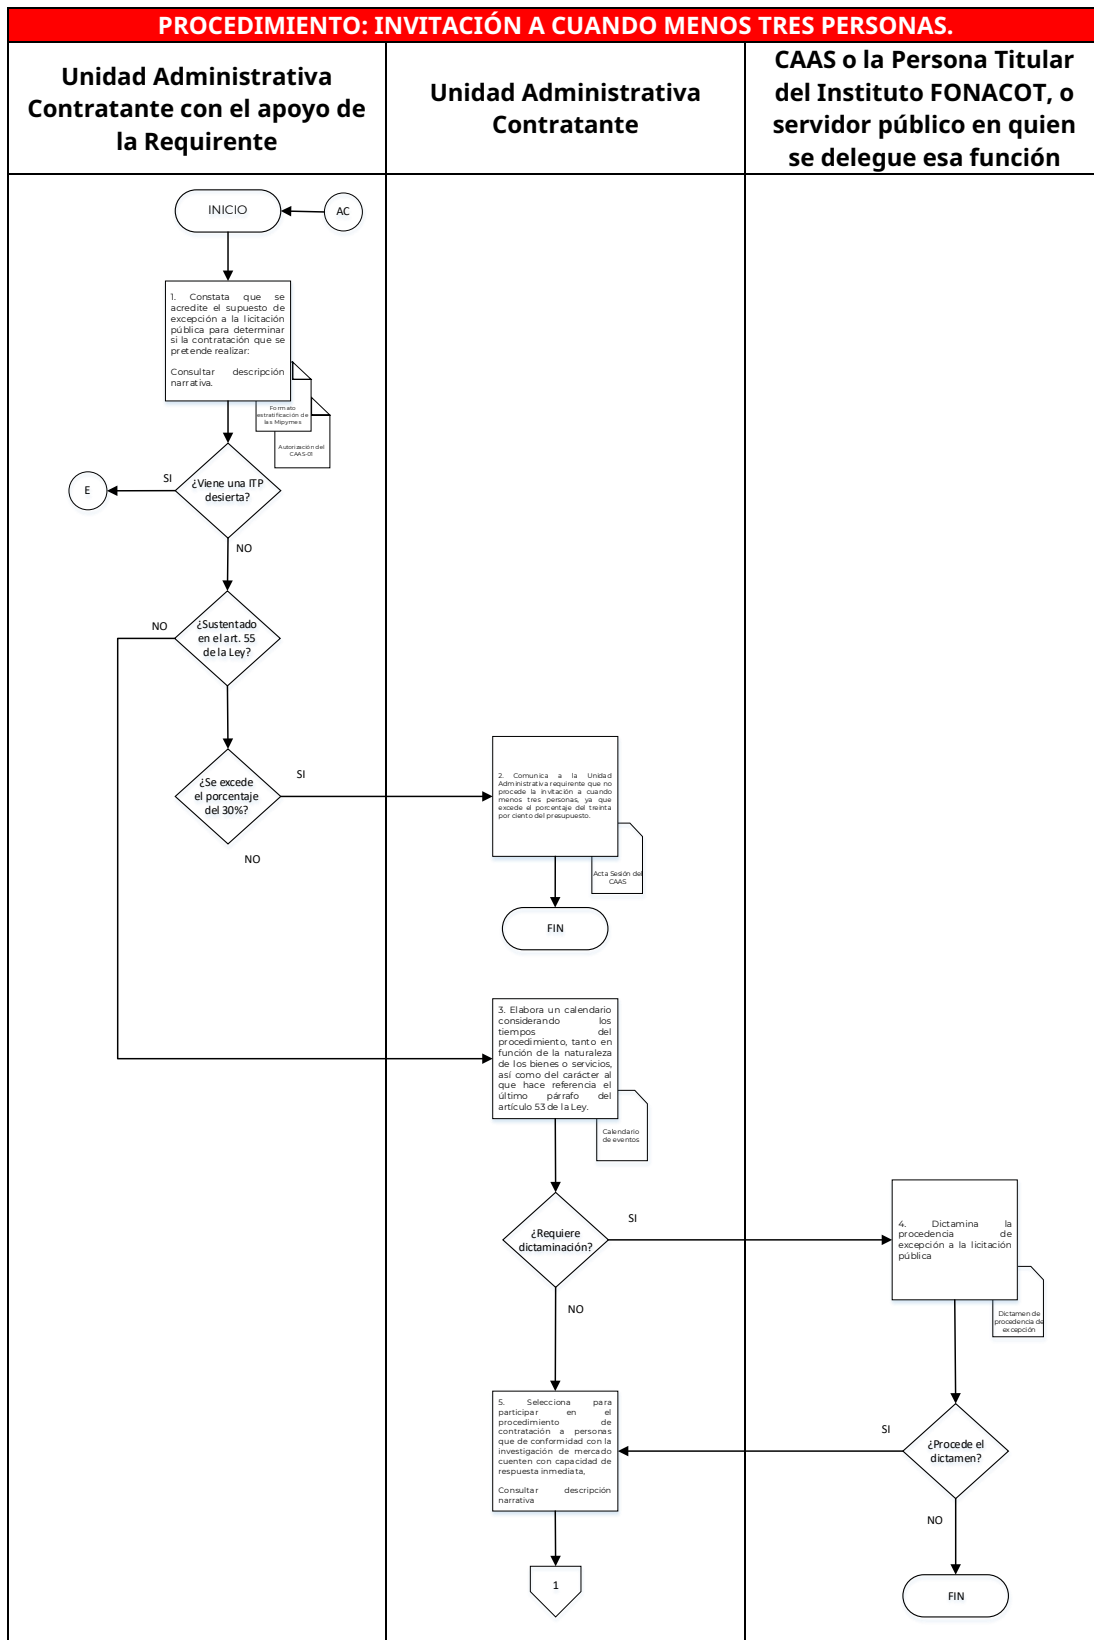 PROCEDIMIENTO: INVITACIÓN A CUANDO MENOS TRES PERSONAS.
Unidad Administrativa
Contratante con el apoyo de
la Requirente
Unidad Administrativa
Contratante
CAAS o la Persona Titular
del Instituto FONACOT, o
servidor público en quien
se delegue esa función
INICIO
AC
1. Constata que se
acredite el supuesto de
excepción a la licitación
pública para determinar
si la contratación que se
pretende realizar:
Consultar descripción
narrativa.
Formato
estratificación de
las Mipymes
Autorización del
CAAS-01
¿Viene una ITP
desierta?
SI
E
NO
¿Sustentado
en el art. 55
de la Ley?
NO
¿Se excede
el porcentaje
del 30%?
SI
NO
2. Comunica a la Unidad
Administrativa requirente que no
procede la invitación a cuando
menos tres personas, ya que
excede el porcentaje del treinta
por ciento del presupuesto.
Acta Sesión del
CAAS
FIN
3. Elabora un calendario
considerando los
tiempos del
procedimiento, tanto en
función de la naturaleza
de los bienes o servicios,
así como del carácter al
que hace referencia el
último párrafo del
artículo 53 de la Ley.
Calendario
de eventos
¿Requiere
dictaminación?
SI
NO
4. Dictamina la
procedencia de
excepción a la licitación
pública
Dictamen de
procedencia de
excepción
5. Selecciona para
participar en el
procedimiento de
contratación a personas
que de conformidad con la
investigación de mercado
cuenten con capacidad de
respuesta inmediata,
Consultar descripción
narrativa
SI
¿Procede el
dictamen?
NO
1
FIN